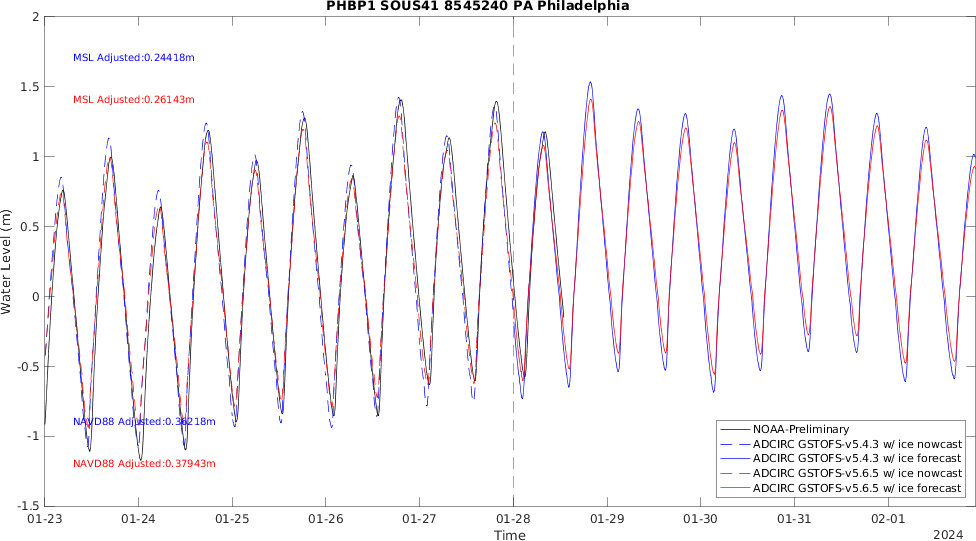 PHBP1 SOUS41 8545240 PA Philadelphia
2
1.5
1
0.5
0
-0.5
-1
-1.5
Water Level (m)
MSL Adjusted:0.24418m
MSL Adjusted:0.26143m
NAVD88 Adjusted:0.36218m
NAVD88 Adjusted:0.37943m
NOAA-Preliminary
ADCIRC GSTOFS-v5.4.3 w/ ice nowcast
ADCIRC GSTOFS-v5.4.3 w/ ice forecast
ADCIRC GSTOFS-v5.6.5 w/ ice nowcast
ADCIRC GSTOFS-v5.6.5 w/ ice forecast
01-23 01-24 01-25 01-26 01-27 01-28 01-29 01-30 01-31 02-01
Time
2024